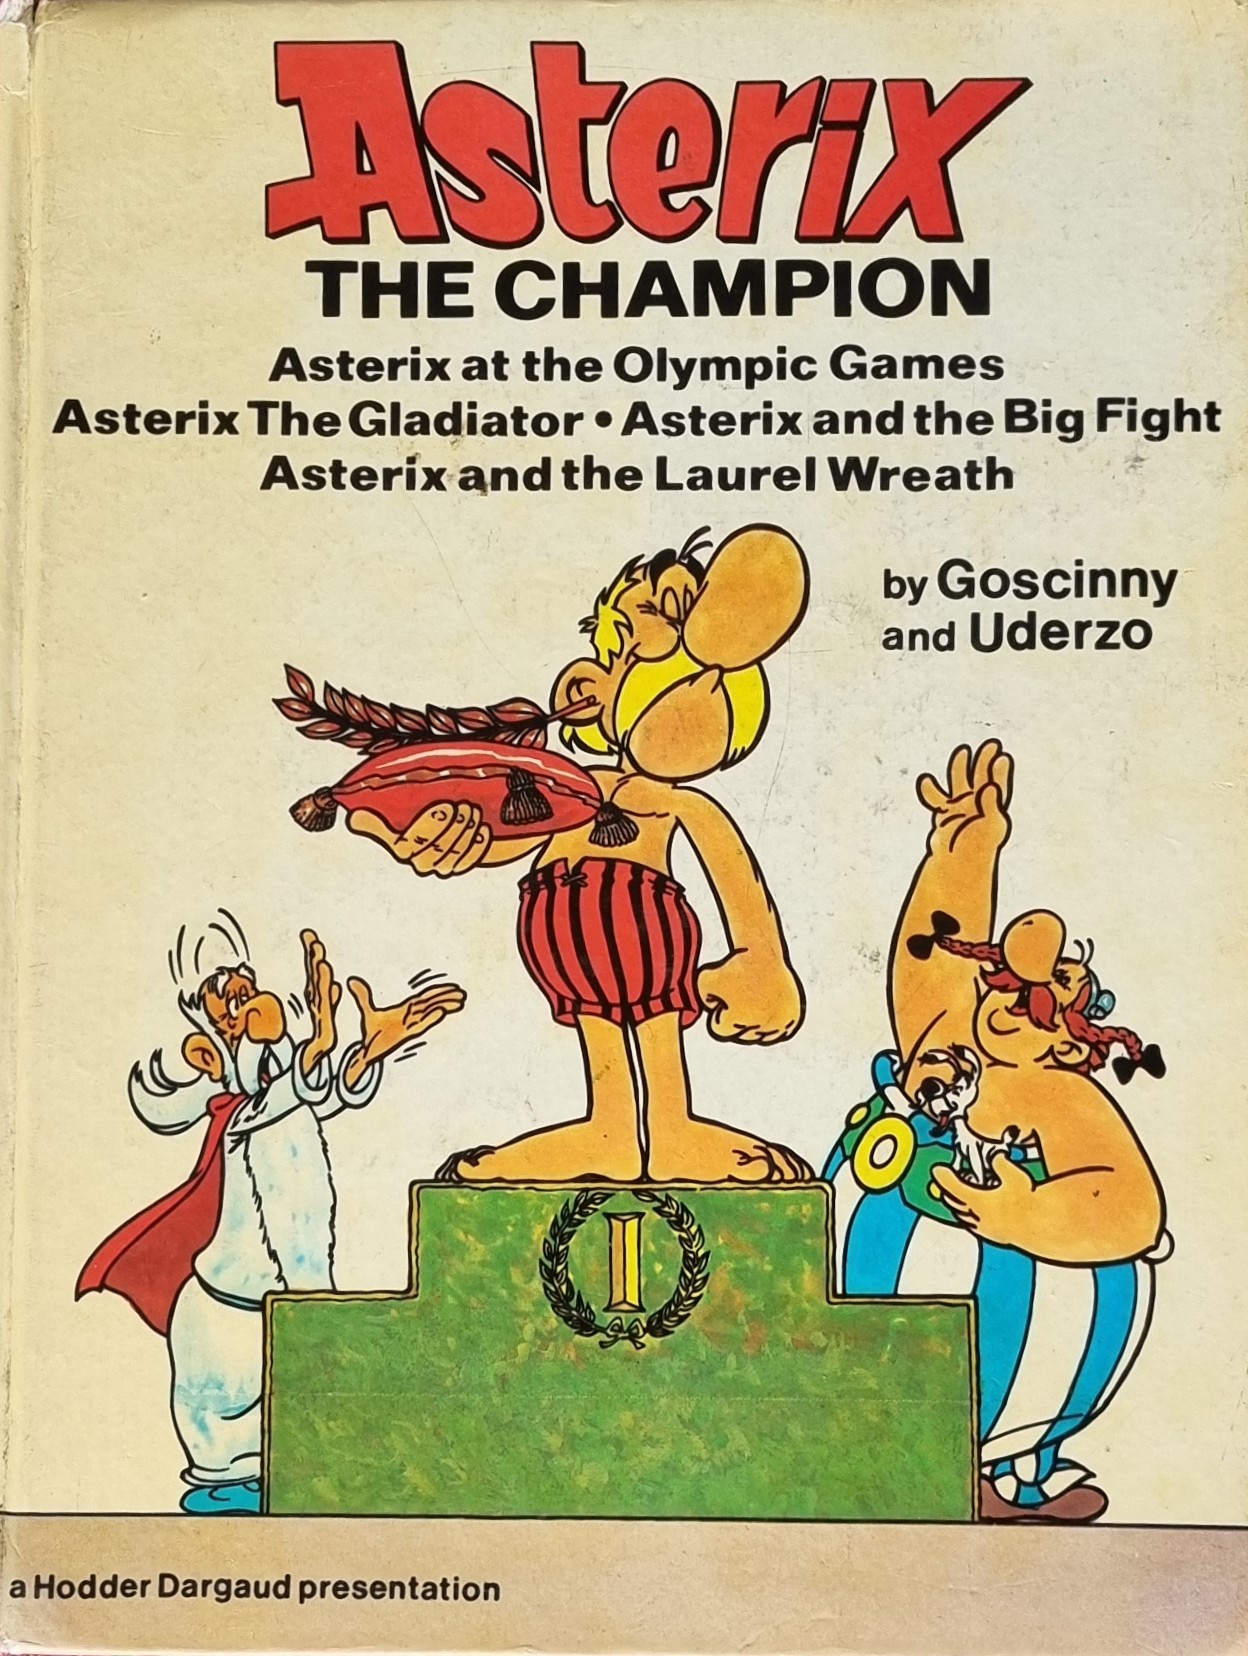 Asterix
THE CHAMPION
Asterix at the Olympic Games
Asterix The Gladiator • Asterix and the Big Fight
Asterix and the Laurel Wreath
by Goscinny
and Uderzo
I
a Hodder Dargaud presentation